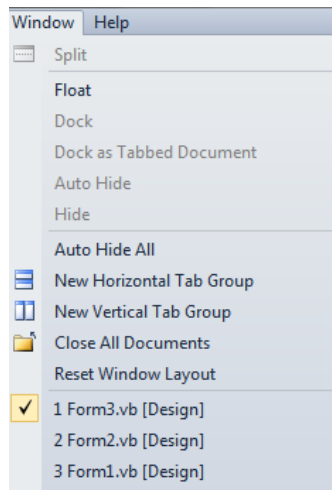 Window Help
Split
Float
Dock
Dock as Tabbed Document
Auto Hide
Hide
Auto Hide All
New Horizontal Tab Group
New Vertical Tab Group
Close All Documents
Reset Window Layout
1 Form3.vb [Design]
2 Form2.vb [Design]
3 Form1.vb [Design]